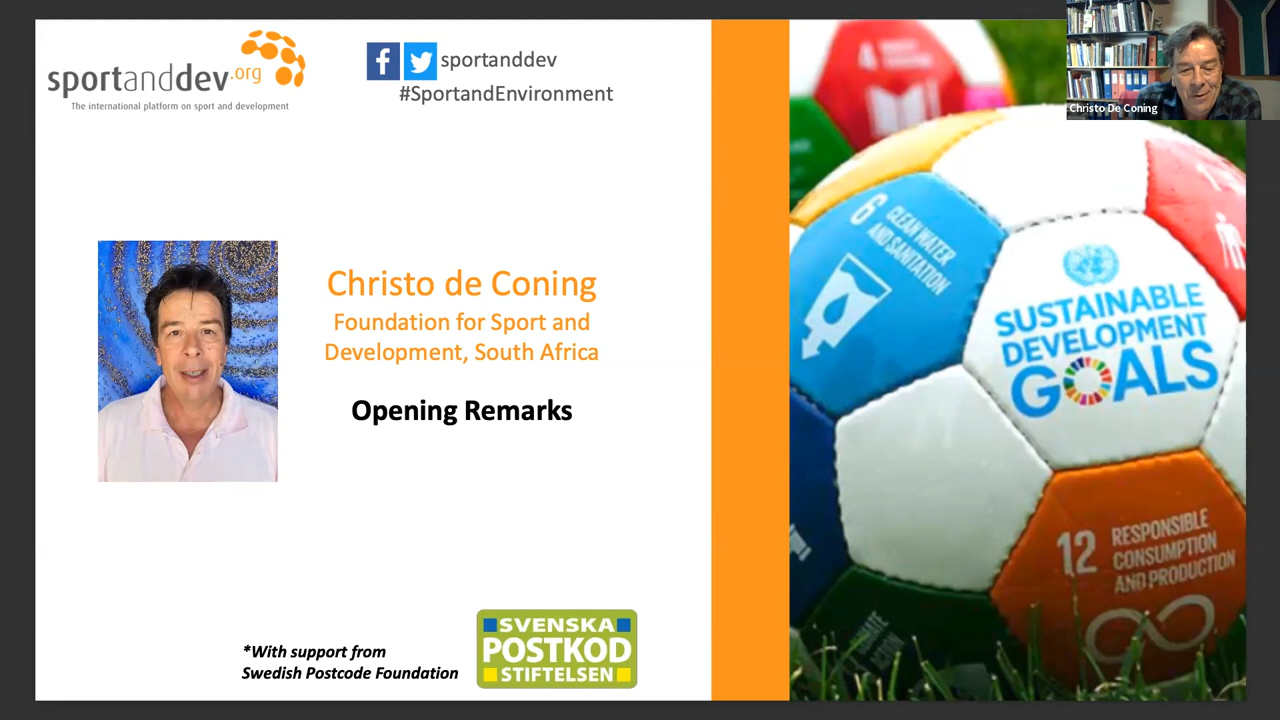 sportanddev.org
The international platform on sport and development
sportanddev
#SportandEnvironment
Christo De Coning
Christo de Coning
Foundation for Sport and
Development, South Africa
Opening Remarks
*With support from
Swedish Postcode Foundation
SVENSKA
POSTKOD
STIFTELSEN
4
6 CLEAN WATER
AND SANITATION
SUSTAINABLE
DEVELOPMENT
GOALS
12 RESPONSIBLE
CONSUMPTION
AND PRODUCTION